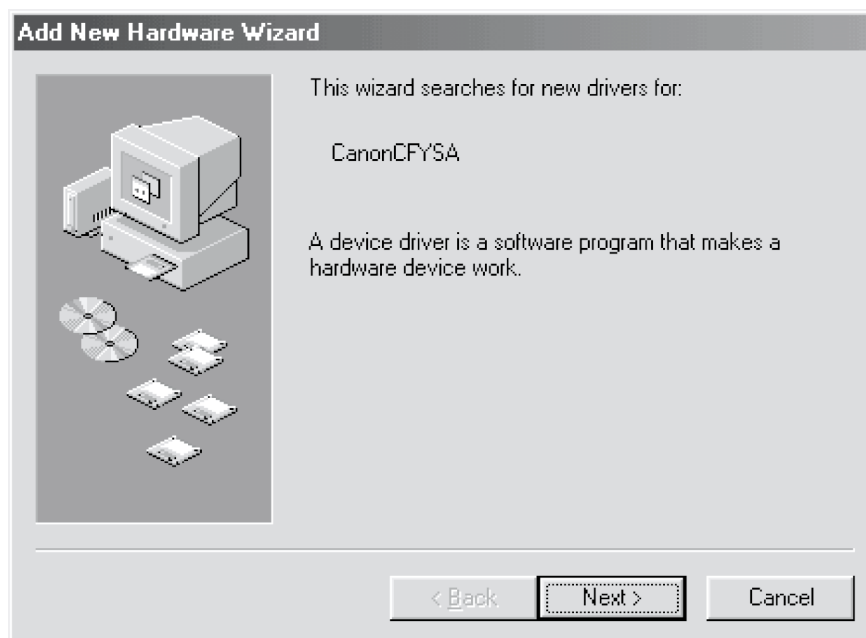 Add New Hardware Wizard
This wizard searches for new drivers for:
CanonCFYSA
A device driver is a software program that makes a
hardware device work.
< Back
Next >
Cancel